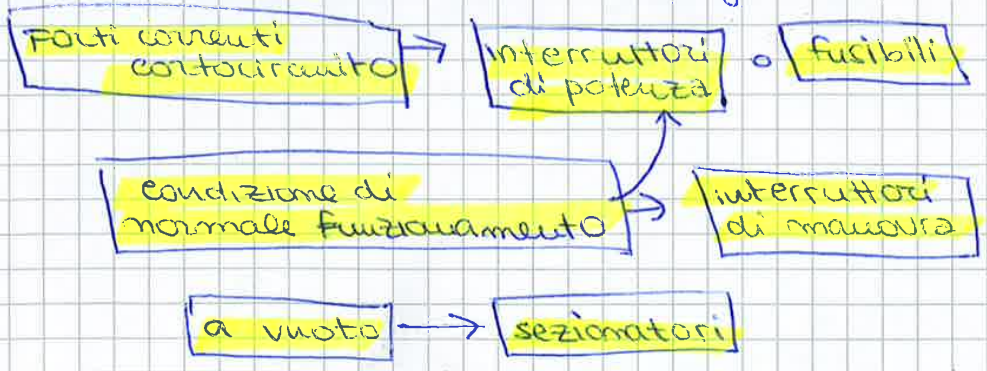 Forti correnti
cortocircuito
interruttori
di potenza
o
fusibili
condizione di
normale funzionamento
interruttori
di manovra
a vuoto
sezionatori